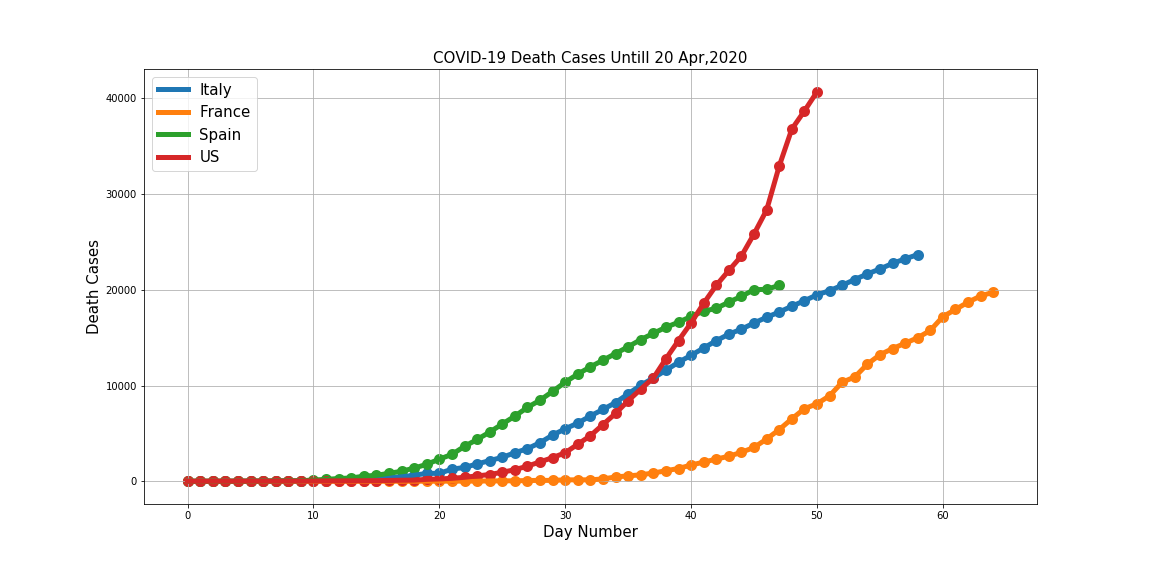 COVID-19 Death Cases Untill 20 Apr,2020
Italy
France
Spain
US
40000
30000
20000
10000
0
Death Cases
0 10 20 30 40 50 60
Day Number